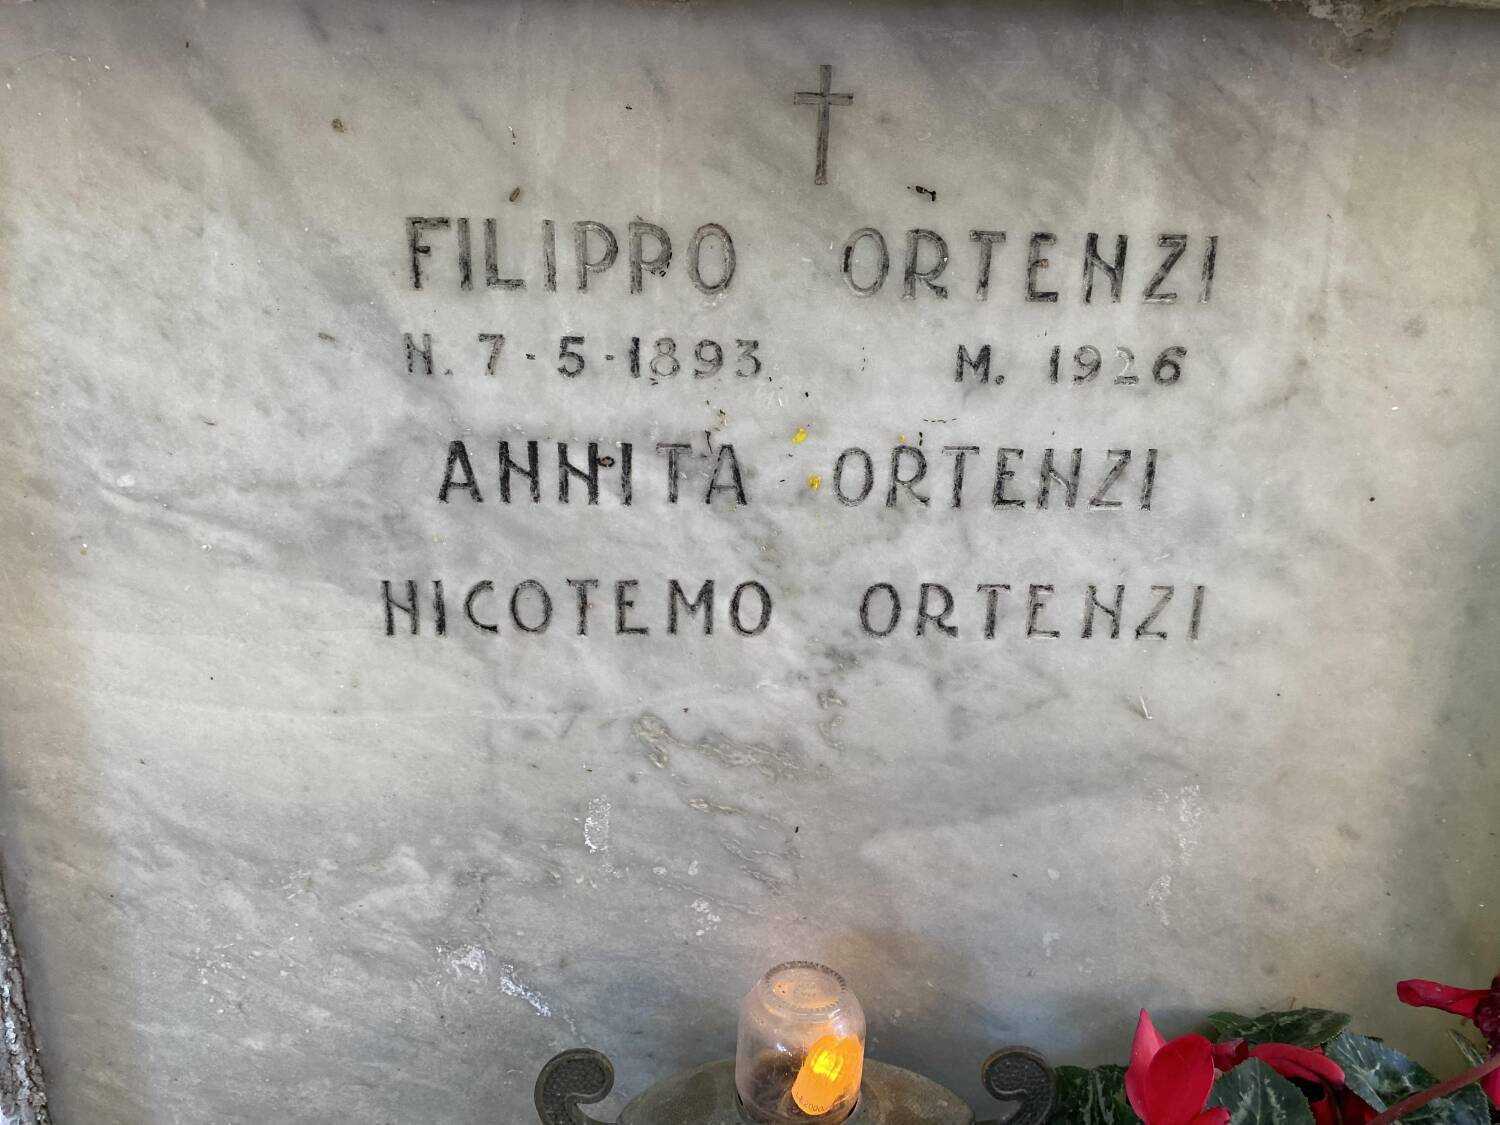 FILIPPO ORTENZI
N. 7-5-1893 M. 1926
ANNITA ORTENZI
NICOTEMO ORTENZI